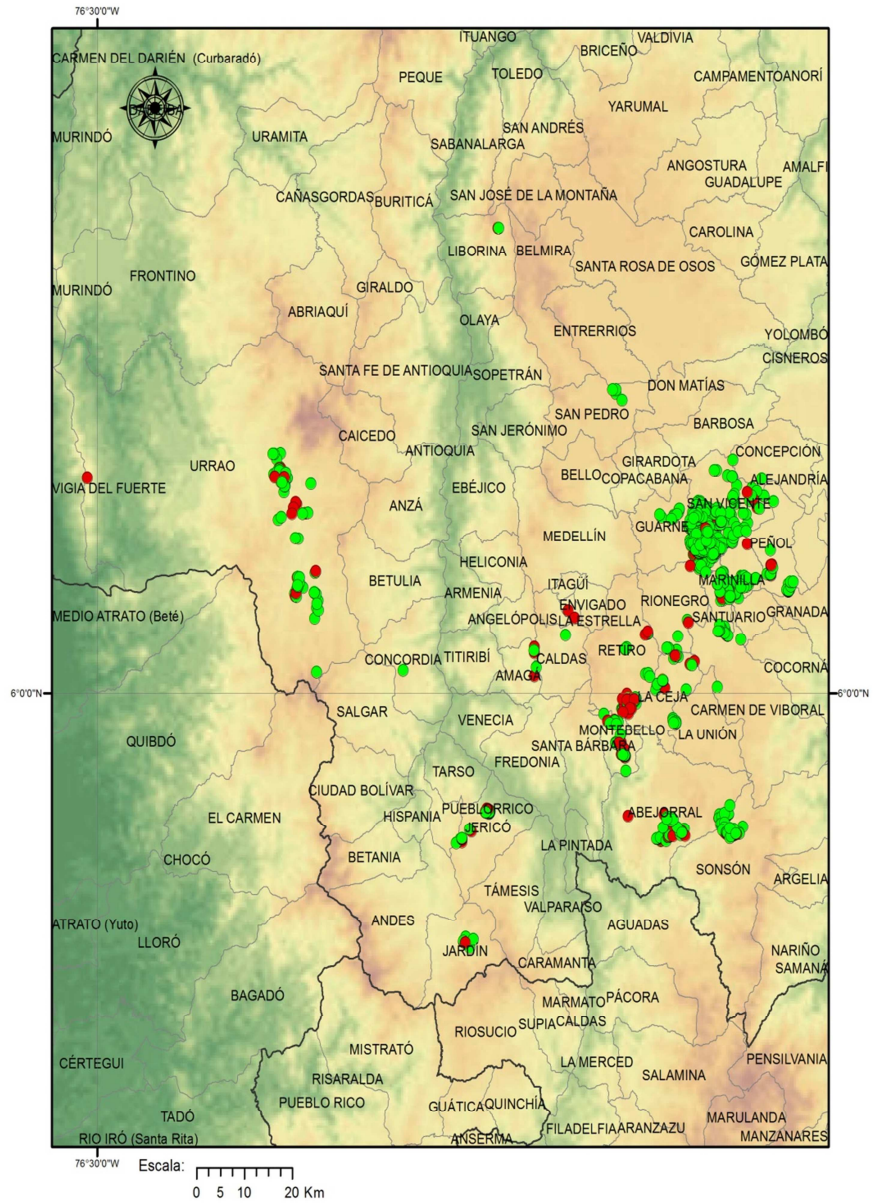 76°30'0"W
ITUANGO
VALDIVIA
BRICEÑO
CARMEN DEL DARIÉN (Curbaradó)
PEQUE
TOLEDO
CAMPAMENTO
ANORÍ
YARUMAL
SAN ANDRÉS
MURINDÓ
URAMITA
SABANALARGA
ANGOSTURA
AMALFI
GUADALUPE
CAÑASGORDAS
BURITICÁ
SAN JOSÉ DE LA MONTAÑA
CAROLINA
LIBORINA
BELMIRA
GÓMEZ PLATA
SANTA ROSA DE OSOS
FRONTINO
MURINDÓ
GIRALDO
ABRIAQUÍ
OLAYA
ENTRERRIOS
YOLOMBÓ
CISNEROS
SANTA FE DE ANTIOQUIA
SOPETRÁN
DON MATÍAS
SAN PEDRO
BARBOSA
SAN JERÓNIMO
CAICEDO
ANTIOQUIA
CONCEPCIÓN
GIRARDOTA
URRAO
BELLO
COPACABANA
ALEJANDRÍA
VIGIA DEL FUERTE
EBÉJICO
SAN VICENTE
ANZÁ
GUARNE
MEDELLÍN
PEÑOL
HELICONIA
BETULIA
ITAGÜÍ
MARINILLA
ARMENIA
ENVIGADO
RIONEGRO
MEDIO ATRATO (Beté)
ANGELÓPOLIS
LA ESTRELLA
SANTUARIO
GRANADA
RETIRO
CONCORDIA
TITIRIBÍ
CALDAS
COCORNÁ
AMAGÁ
6°0'0"N
6°0'0"N
LA CEJA
SALGAR
VENECIA
CARMEN DE VIBORAL
MONTEBELLO
LA UNIÓN
QUIBDÓ
SANTA BÁRBARA
FREDONIA
TARSO
CIUDAD BOLÍVAR
PUEBLORRICO
EL CARMEN
HISPANIA
ABEJORRAL
JERICÓ
LA PINTADA
CHOCÓ
BETANIA
SONSÓN
ARGELIA
TÁMESIS
VALPARAÍSO
ATRATO (Yuto)
ANDES
AGUADAS
LLORÓ
JARDÍN
NARIÑO
CARAMANTA
SAMANÁ
BAGADÓ
MARMATO
PÁCORA
SUPIA
CALDAS
RIOSUCIO
MISTRATÓ
CÉRTEGUI
LA MERCED
PENSILVANIA
SALAMINA
RISARALDA
PUEBLO RICO
GUÁTICA
QUINCHÍA
TADÓ
MARULANDA
FILADELFIA
ARANZAZU
RIO IRÓ (Santa Rita)
ANSERMA
MANZANARES
76°30'0"W
Escala:
0 5 10 20 Km